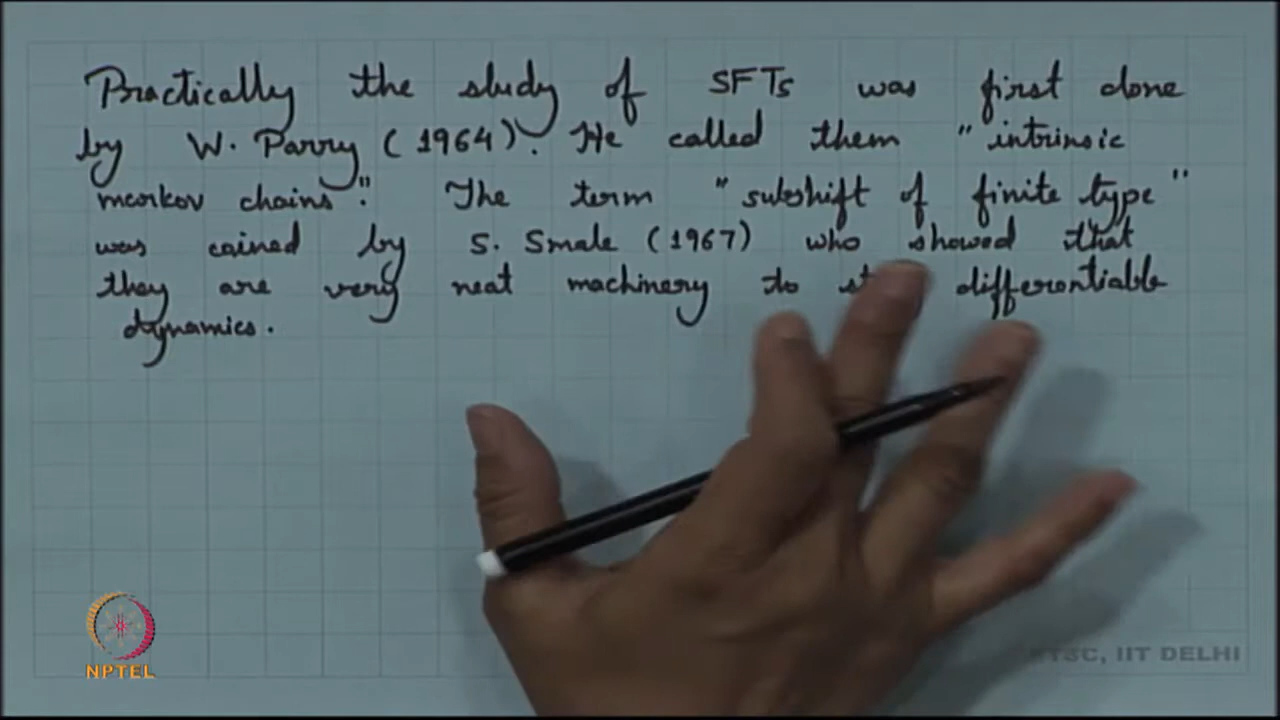 Practically the study of SFTs was first done
by W. Parry (1964). He called them "intrinsic
markov chains". The term "subshift of finite type"
was coined by S. Smale (1967) who showed that
they are very neat machinery to differentiable
dynamics.
NPTEL
IIT DELHI